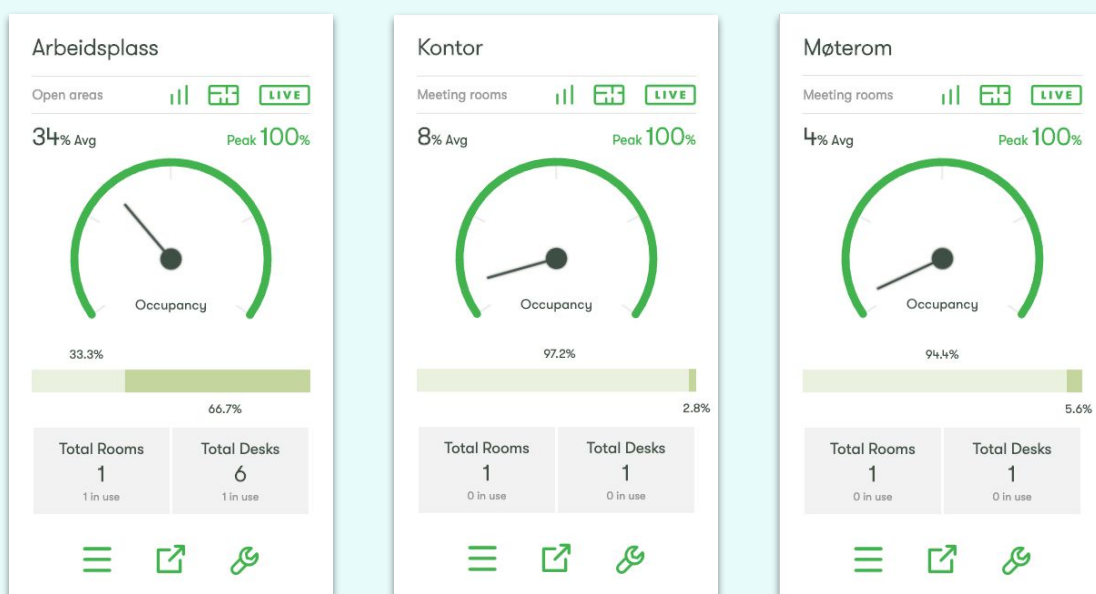 Arbeidsplass
Open areas LIVE
34% Avg Peak 100%
Occupancy
33.3%
66.7%
Total Rooms Total Desks
1 6
1 in use 1 in use
Kontor
Meeting rooms LIVE
8% Avg Peak 100%
Occupancy
97.2%
2.8%
Total Rooms Total Desks
1 1
0 in use 0 in use
Møterom
Meeting rooms LIVE
4% Avg Peak 100%
Occupancy
94.4%
5.6%
Total Rooms Total Desks
1 1
0 in use 0 in use